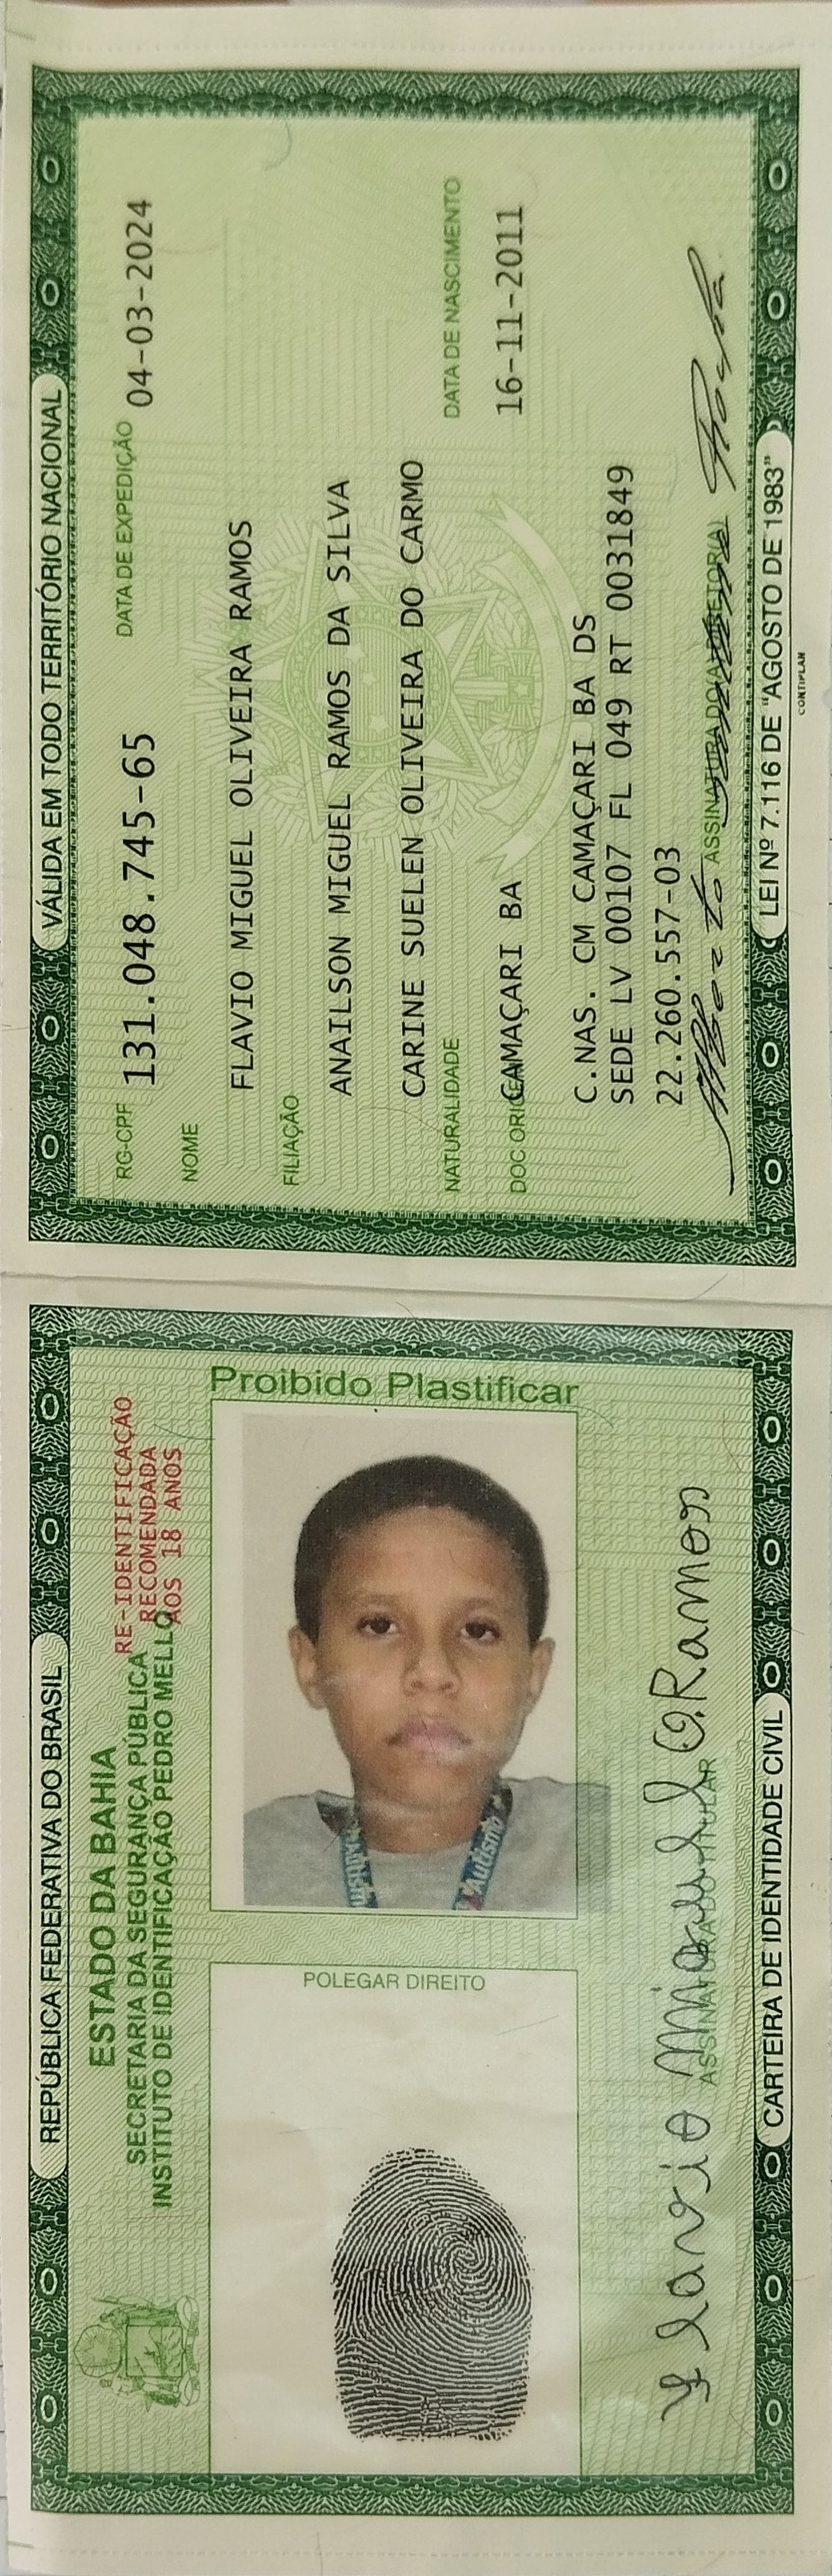 VÁLIDA EM TODO TERRITÓRIO NACIONAL
RG-CPF 131.048.745-65 DATA DE EXPEDIÇÃO 04-03-2024
NOME
FLAVIO MIGUEL OLIVEIRA RAMOS
FILIAÇÃO
ANAILSON MIGUEL RAMOS DA SILVA
CARINE SUELEN OLIVEIRA DO CARMO
NATURALIDADE DATA DE NASCIMENTO
CAMAÇARI BA 16-11-2011
DOC ORIGEM
C.NAS. CM CAMAÇARI BA DS
SEDE LV 00107 FL 049 RT 0031849
22.260.557-03
ASSINATURA DO(A) DIRETOR(A)
LEI Nº 7.116 DE "AGOSTO DE 1983"
CONTIPLAN
REPÚBLICA FEDERATIVA DO BRASIL
ESTADO DA BAHIA
SECRETARIA DA SEGURANÇA PÚBLICA
INSTITUTO DE IDENTIFICAÇÃO PEDRO MELLO
RE-IDENTIFICAÇÃO
RECOMENDADA
AOS 18 ANOS
Proibido Plastificar
Autismo
POLEGAR DIREITO
Flavio Miguel O. Ramos
ASSINATURA DO TITULAR
CARTEIRA DE IDENTIDADE CIVIL